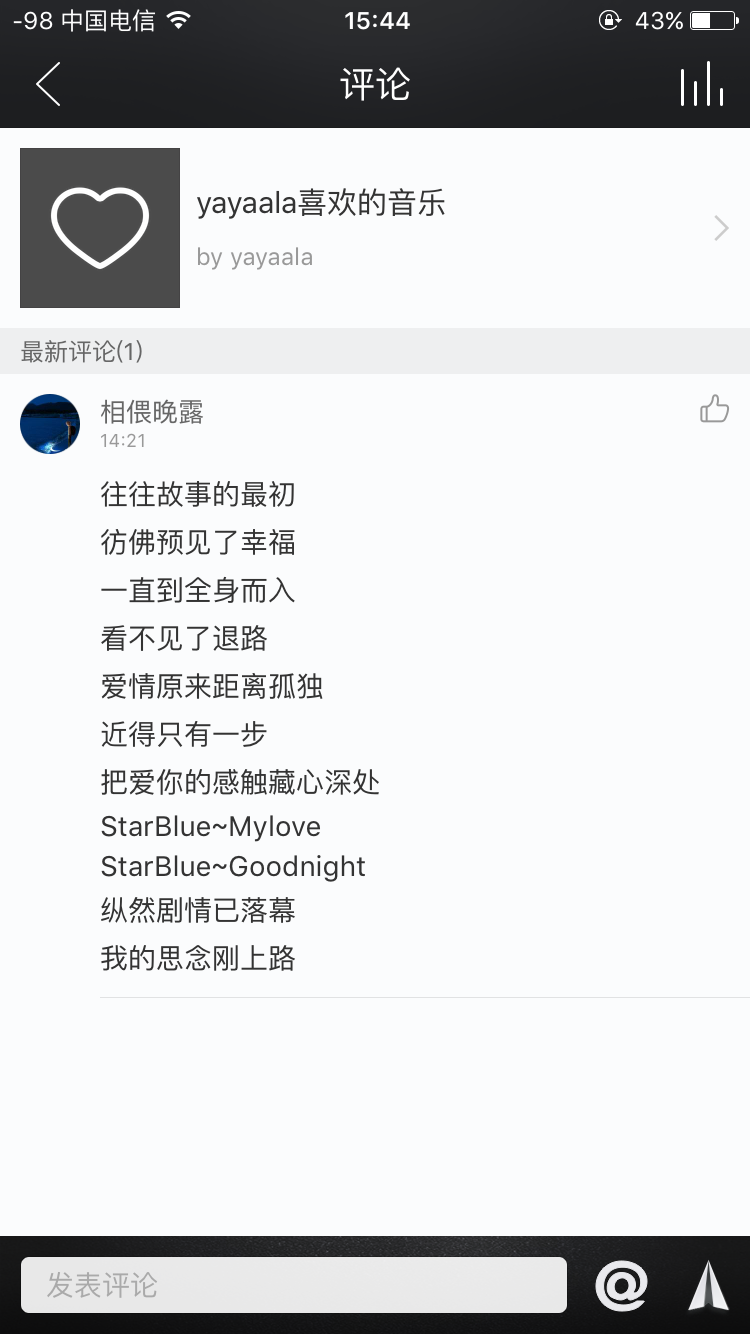 -98 中国电信 15:44 43%
评论
yayaala喜欢的音乐
by yayaala
最新评论(1)
相偎晚露
14:21
往往故事的最初
彷佛预见了幸福
一直到全身而入
看不见了退路
爱情原来距离孤独
近得只有一步
把爱你的感触藏心深处
StarBlue~Mylove
StarBlue~Goodnight
纵然剧情已落幕
我的思念刚上路
发表评论 @